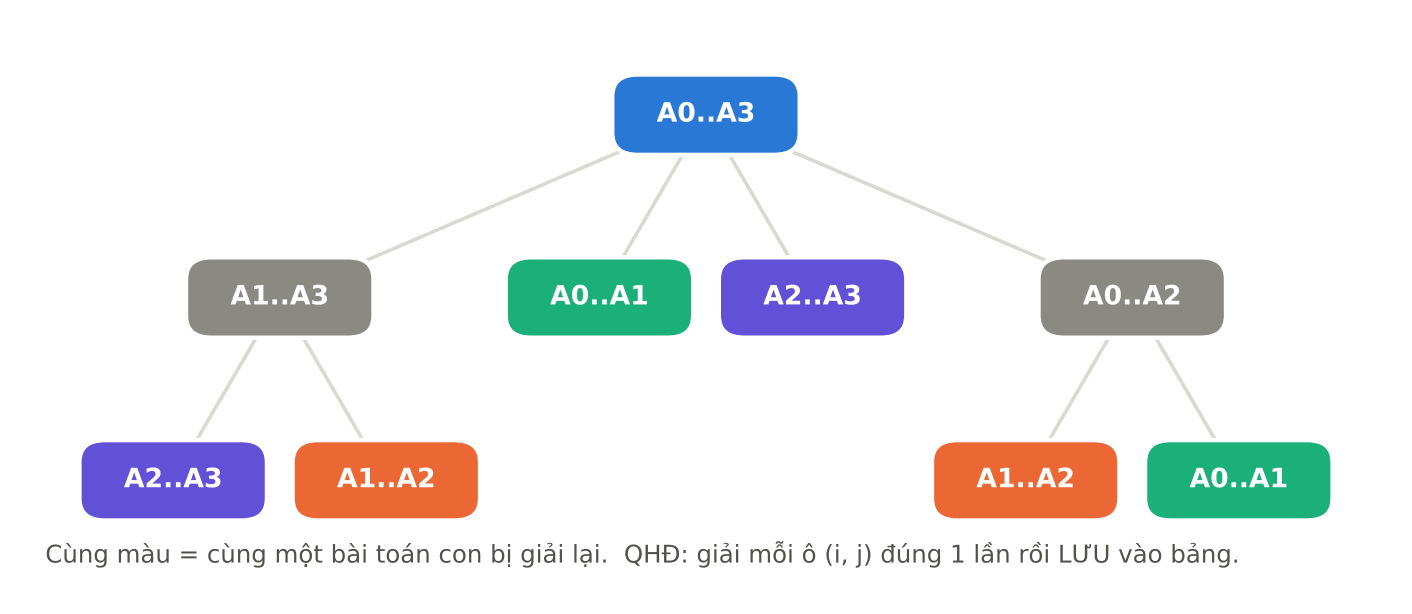 A0..A3
A1..A3
A0..A1
A2..A3
A0..A2
A2..A3
A1..A2
A1..A2
A0..A1
Cùng màu = cùng một bài toán con bị giải lại.  QHĐ: giải mỗi ô (i, j) đúng 1 lần rồi LƯU vào bảng.